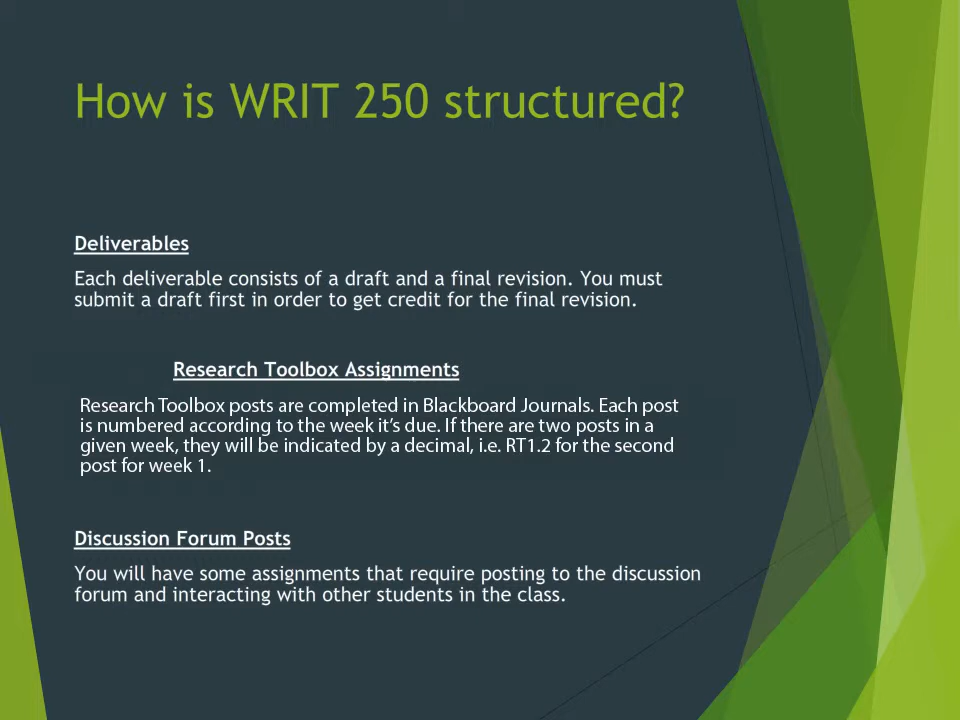 How is WRIT 250 structured?
Deliverables
Each deliverable consists of a draft and a final revision. You must
submit a draft first in order to get credit for the final revision.
Research Toolbox Assignments
Research Toolbox posts are completed in Blackboard Journals. Each post
is numbered according to the week it’s due. If there are two posts in a
given week, they will be indicated by a decimal, i.e. RT1.2 for the second
post for week 1.
Discussion Forum Posts
You will have some assignments that require posting to the discussion
forum and interacting with other students in the class.